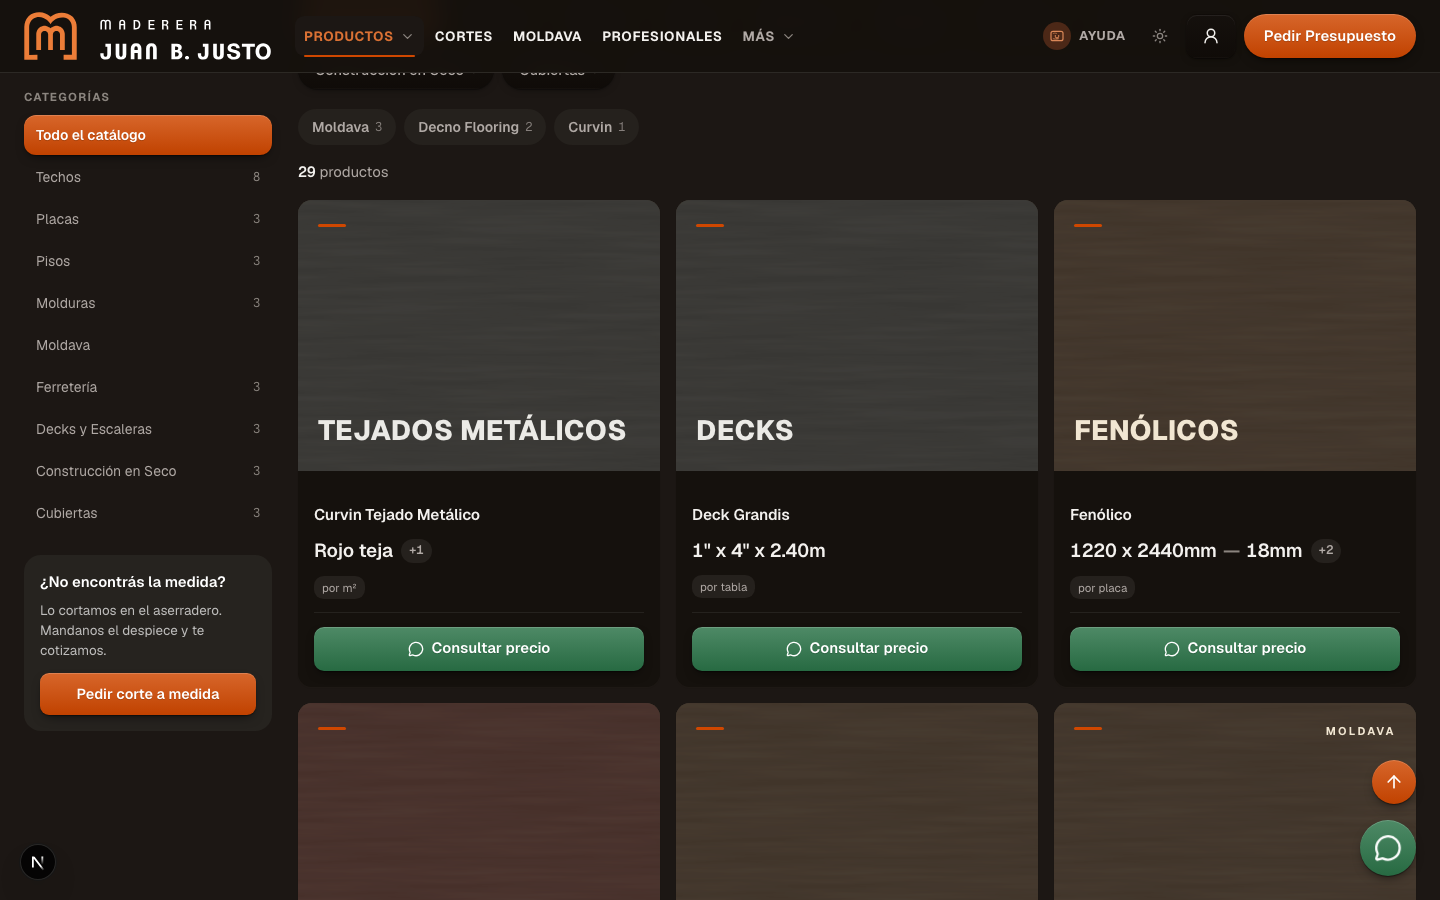 MADERERA
JUAN B. JUSTO
PRODUCTOS
CORTES
MOLDAVA
PROFESIONALES
MÁS
AYUDA
Pedir Presupuesto
Construcción en Seco
Cubiertas
CATEGORÍAS
Todo el catálogo
Techos 8
Placas 3
Pisos 3
Molduras 3
Moldava
Ferretería 3
Decks y Escaleras 3
Construcción en Seco 3
Cubiertas 3
¿No encontrás la medida?
Lo cortamos en el aserradero.
Mandanos el despiece y te
cotizamos.
Pedir corte a medida
Moldava 3
Decno Flooring 2
Curvin 1
29 productos
TEJADOS METÁLICOS
Curvin Tejado Metálico
Rojo teja +1
por m²
Consultar precio
DECKS
Deck Grandis
1" x 4" x 2.40m
por tabla
Consultar precio
FENÓLICOS
Fenólico
1220 x 2440mm — 18mm +2
por placa
Consultar precio
MOLDAVA
N